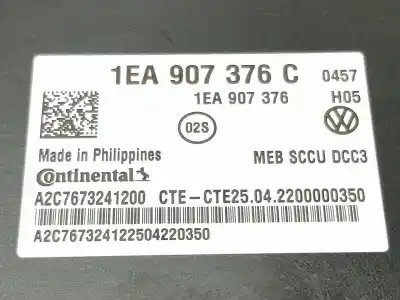 1EA 907 376 C 0457
1EA 907 376 H05
02S
Made in Philippines MEB SCCU DCC3
Continental
A2C7673241200 CTE-CTE25.04.2200000350
A2C767324122504220350